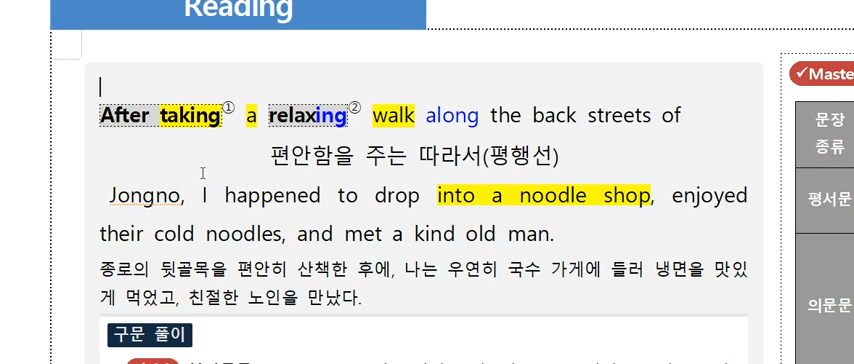 Reading
After taking① a relaxing② walk along the back streets of
편안함을 주는 따라서(평행선)
Jongno, I happened to drop into a noodle shop, enjoyed
their cold noodles, and met a kind old man.
종로의 뒷골목을 편안히 산책한 후에, 나는 우연히 국수 가게에 들러 냉면을 맛있
게 먹었고, 친절한 노인을 만났다.
구문 풀이
✓Maste
문장
종류
평서문
의문문